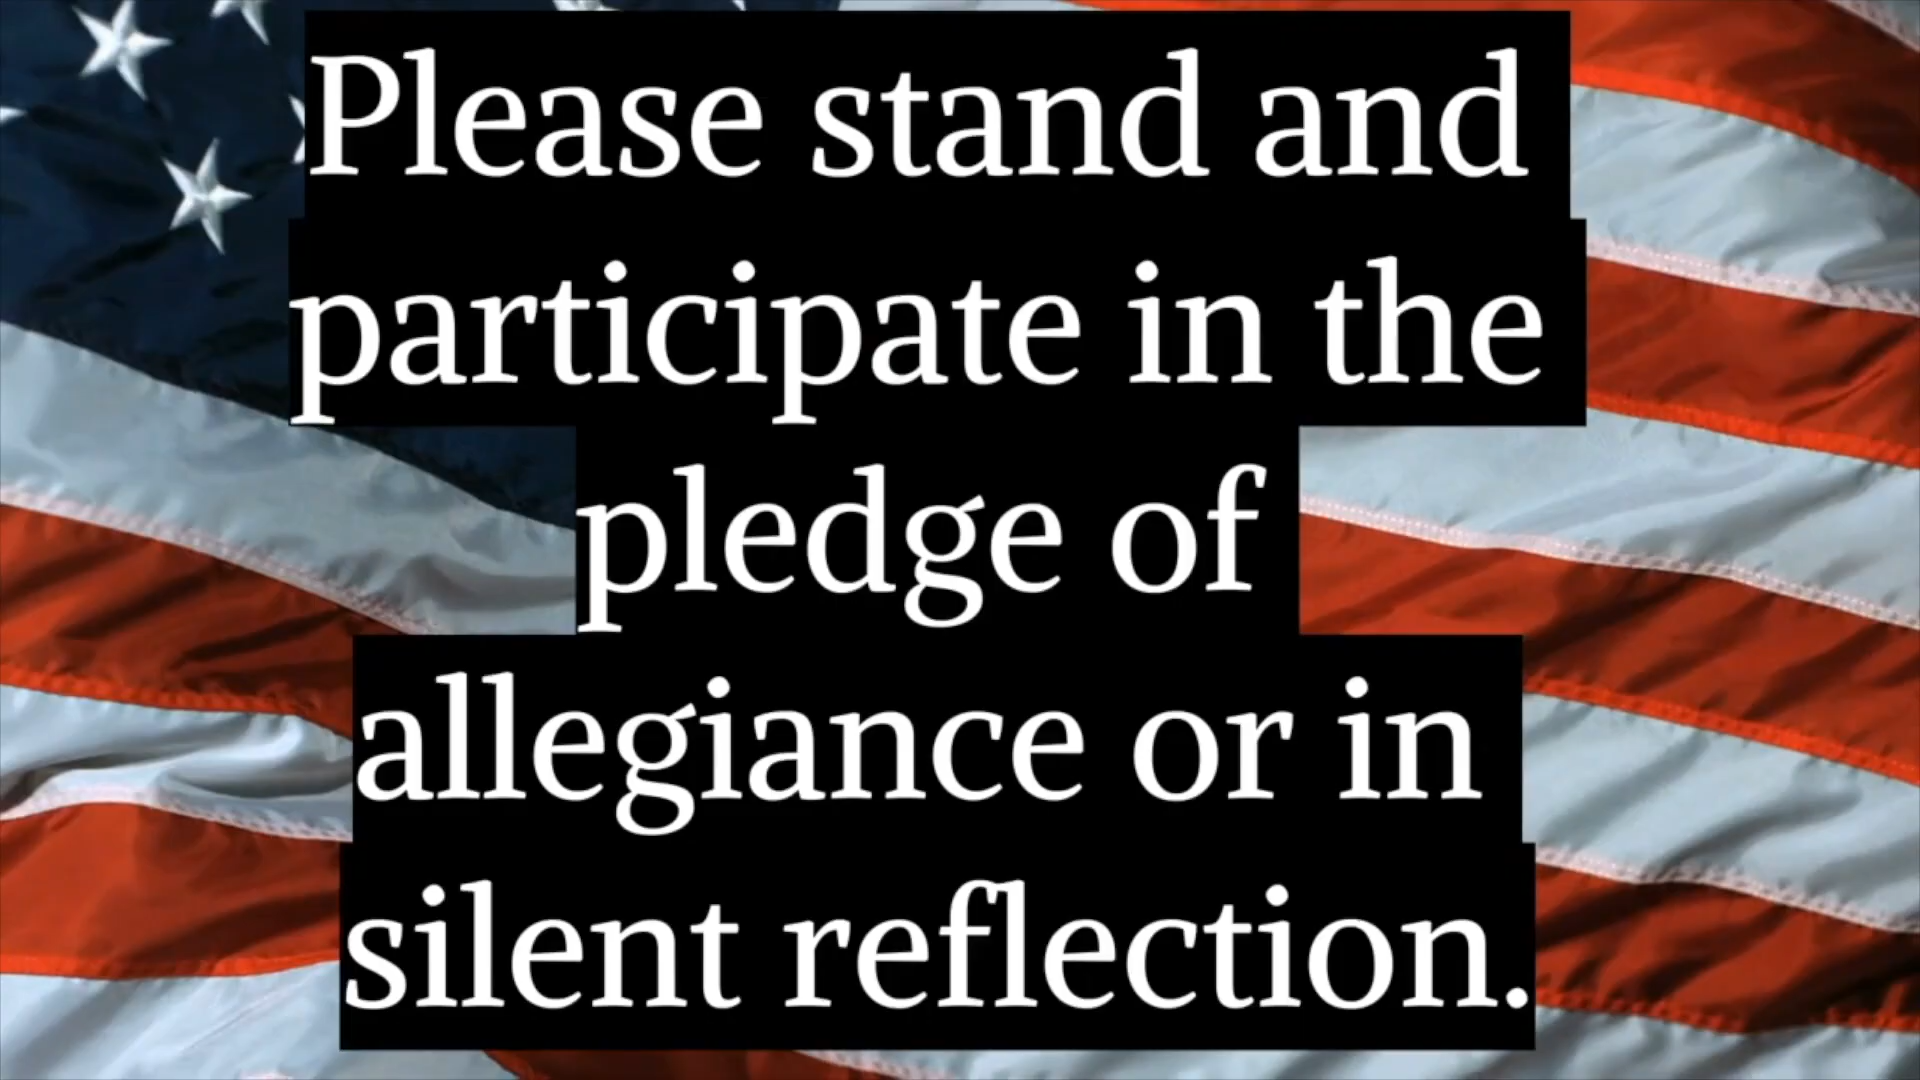 Please stand and
participate in the
pledge of
allegiance or in
silent reflection.